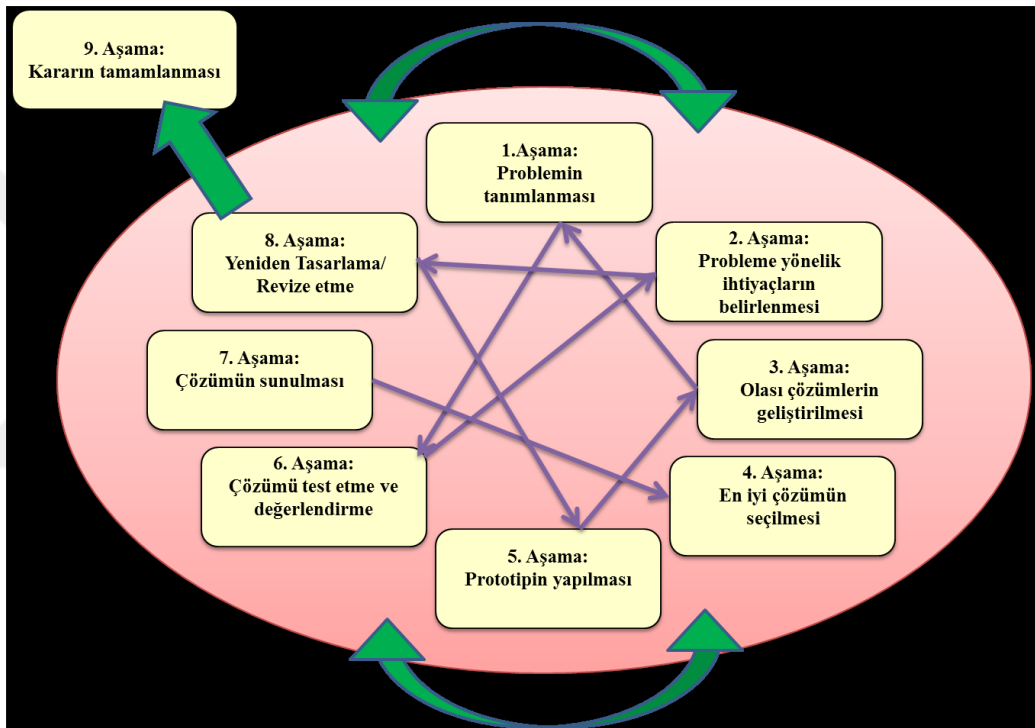 9. Aşama:
Kararın tamamlanması
1.Aşama:
Problemin
tanımlanması
2. Aşama:
Probleme yönelik
ihtiyaçların
belirlenmesi
3. Aşama:
Olası çözümlerin
geliştirilmesi
4. Aşama:
En iyi çözümün
seçilmesi
5. Aşama:
Prototipin yapılması
6. Aşama:
Çözümü test etme ve
değerlendirme
7. Aşama:
Çözümün sunulması
8. Aşama:
Yeniden Tasarlama/
Revize etme